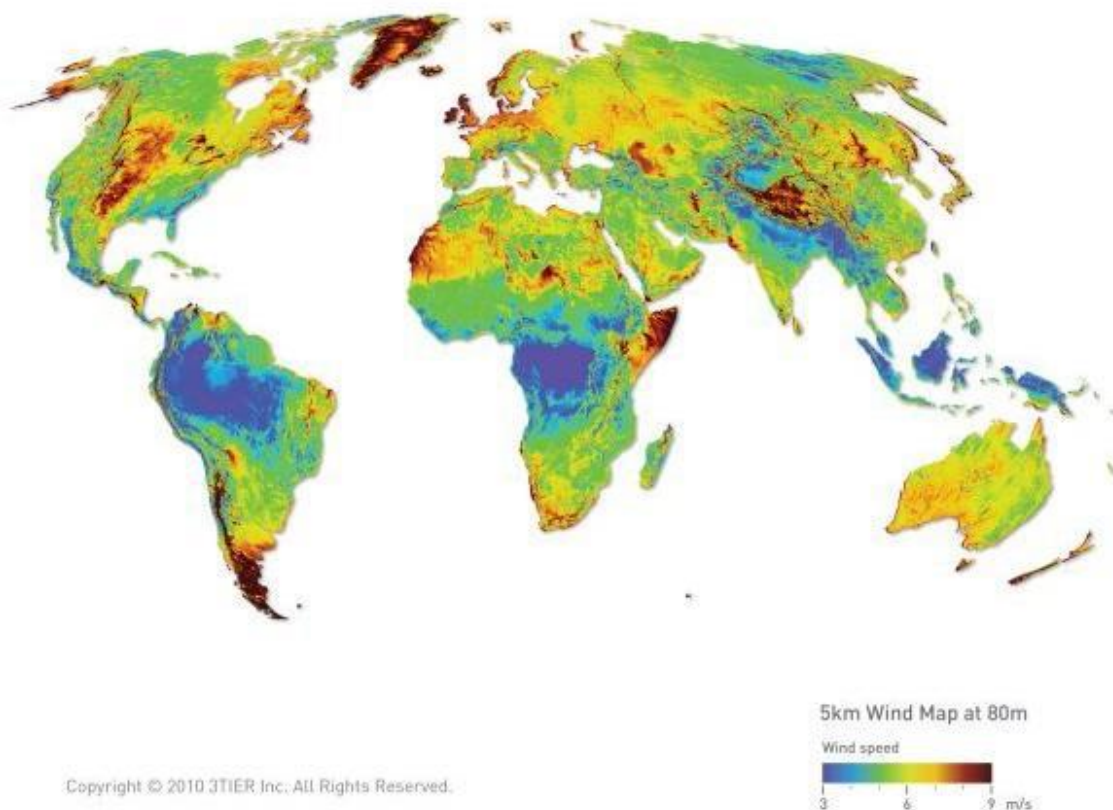 5km Wind Map at 80m
Wind speed
3 6 9 m/s
Copyright © 2010 3TIER Inc. All Rights Reserved.